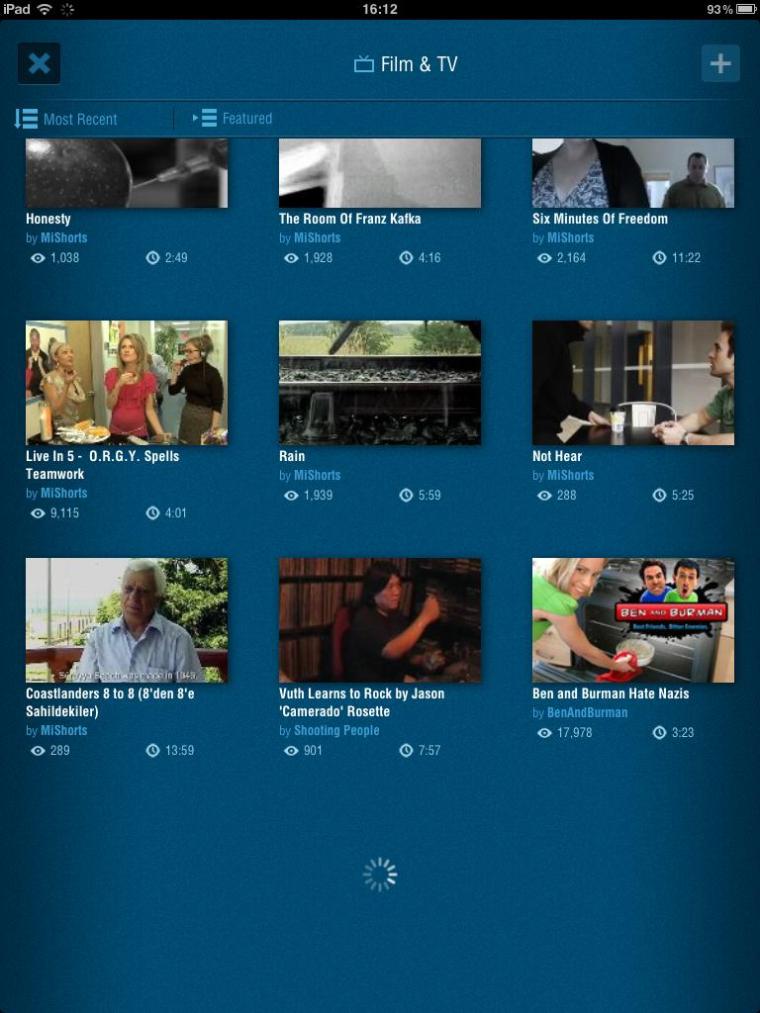 iPad 16:12 93%
Film & TV
Most Recent Featured
Honesty
by MiShorts
1,038 2:49
The Room Of Franz Kafka
by MiShorts
1,928 4:16
Six Minutes Of Freedom
by MiShorts
2,164 11:22
Live In 5 - O.R.G.Y. Spells
Teamwork
by MiShorts
9,115 4:01
Rain
by MiShorts
1,939 5:59
Not Hear
by MiShorts
288 5:25
Beach was made in 1949.
Coastlanders 8 to 8 (8'den 8'e
Sahildekiler)
by MiShorts
289 13:59
Vuth Learns to Rock by Jason
'Camerado' Rosette
by Shooting People
901 7:57
BEN AND BURMAN
Best Friends. Bitter Enemies.
Ben and Burman Hate Nazis
by BenAndBurman
17,978 3:23